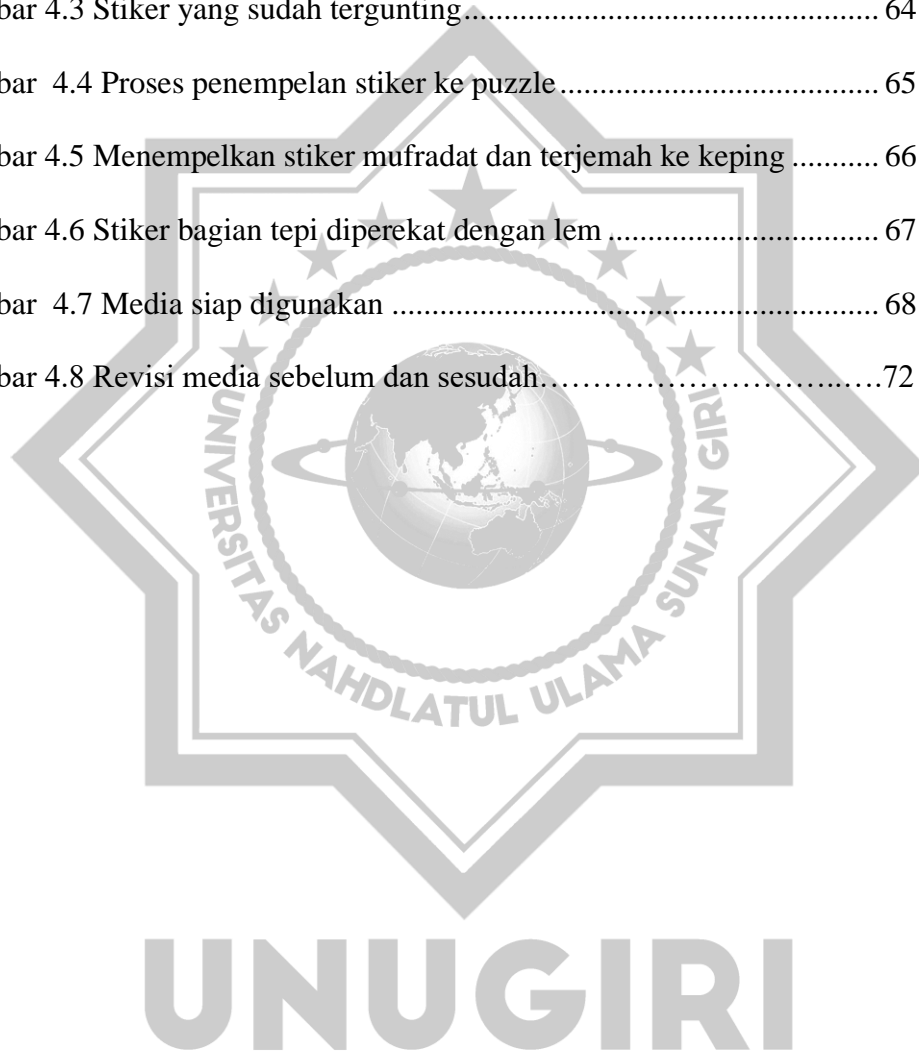 bar 4.3 Stiker yang sudah tergunting.................................................... 64
bar 4.4 Proses penempelan stiker ke puzzle........................................ 65
bar 4.5 Menempelkan stiker mufradat dan terjemah ke keping ........... 66
bar 4.6 Stiker bagian tepi diperekat dengan lem .................................. 67
bar 4.7 Media siap digunakan ............................................................. 68
bar 4.8 Revisi media sebelum dan sesudah……………………….….72
UNIVERSITAS NAHDLATUL ULAMA SUNAN GIRI
UNUGIRI